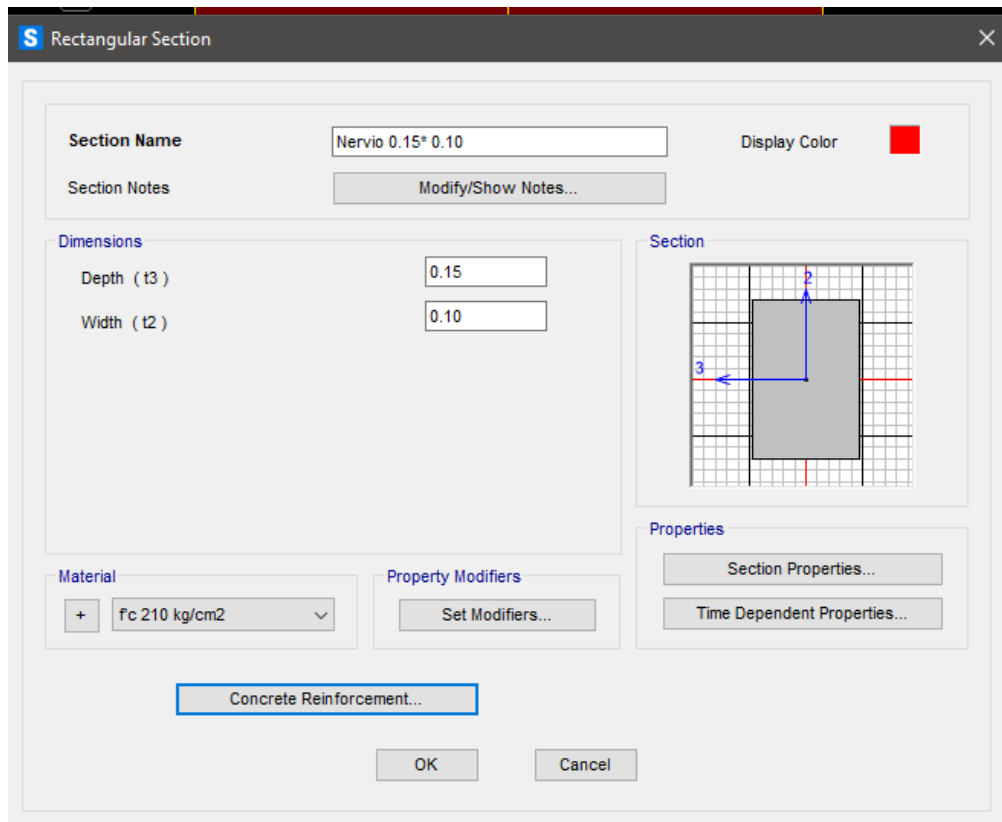 S Rectangular Section
Section Name
Nervio 0.15* 0.10
Display Color
Section Notes
Modify/Show Notes...
Dimensions
Depth ( t3 )
0.15
Width ( t2 )
0.10
Section
2
3
Properties
Section Properties...
Time Dependent Properties...
Material
+
f'c 210 kg/cm2
Property Modifiers
Set Modifiers...
Concrete Reinforcement...
OK
Cancel